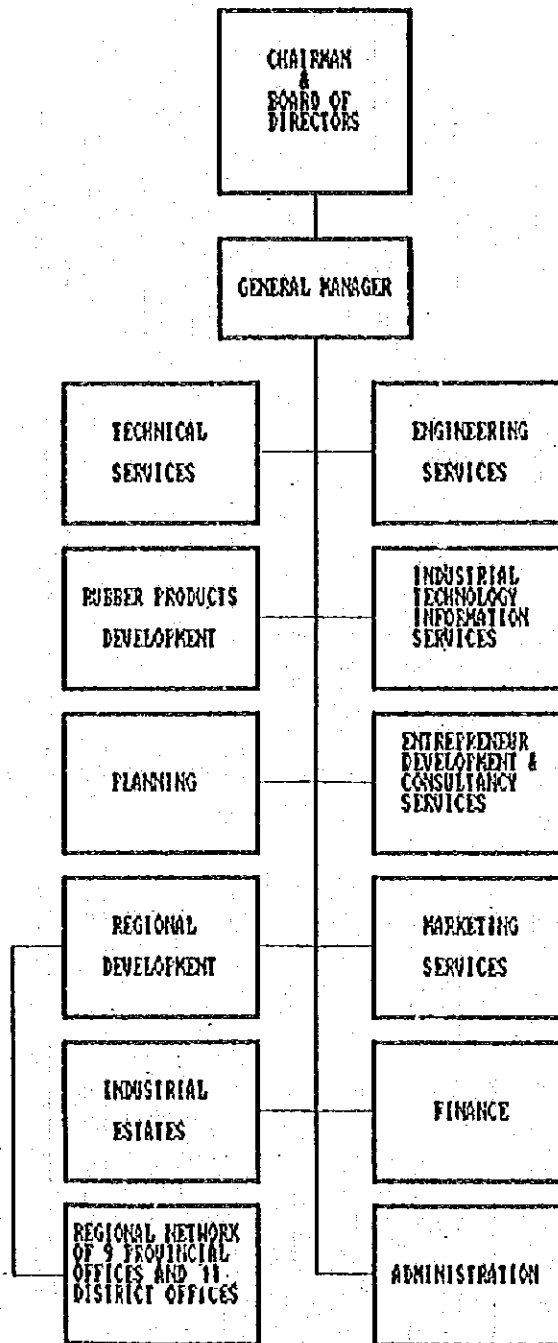 CHAIRMAN
&
BOARD OF
DIRECTORS
GENERAL MANAGER
TECHNICAL
SERVICES
ENGINEERING
SERVICES
RUBBER PRODUCTS
DEVELOPMENT
INDUSTRIAL
TECHNOLOGY
INFORMATION
SERVICES
PLANNING
ENTREPRENEUR
DEVELOPMENT &
CONSULTANCY
SERVICES
REGIONAL
DEVELOPMENT
MARKETING
SERVICES
INDUSTRIAL
ESTATES
FINANCE
REGIONAL NETWORK
OF 9 PROVINCIAL
OFFICES AND 11
DISTRICT OFFICES
ADMINISTRATION